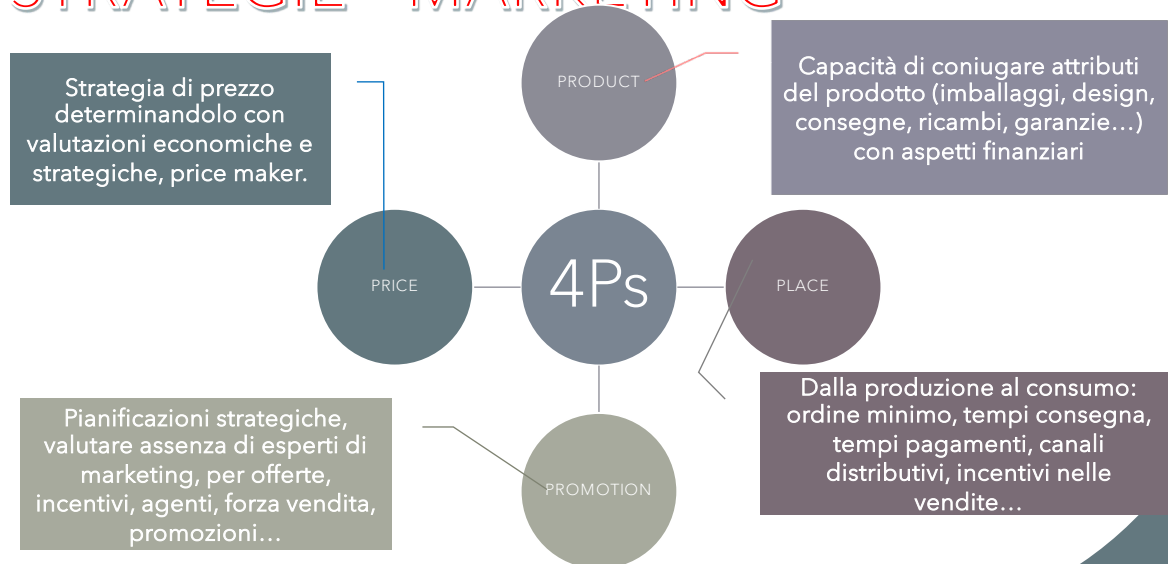 STRATEGIE - MARKETING
PRODUCT
Capacità di coniugare attributi
del prodotto (imballaggi, design,
consegne, ricambi, garanzie…)
con aspetti finanziari
Strategia di prezzo
determinandolo con
valutazioni economiche e
strategiche, price maker.
PRICE
4Ps
PLACE
Pianificazioni strategiche,
valutare assenza di esperti di
marketing, per offerte,
incentivi, agenti, forza vendita,
promozioni…
PROMOTION
Dalla produzione al consumo:
ordine minimo, tempi consegna,
tempi pagamenti, canali
distributivi, incentivi nelle
vendite…